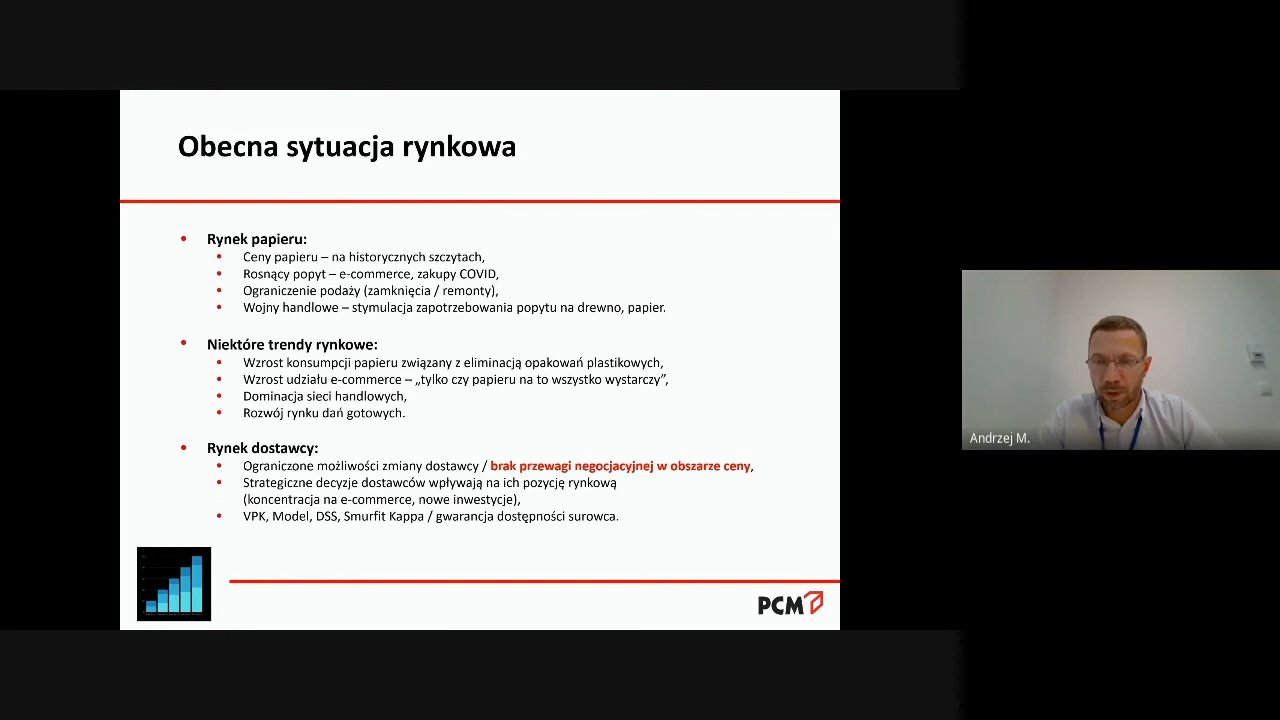 Obecna sytuacja rynkowa
• Rynek papieru:
• Ceny papieru – na historycznych szczytach,
• Rosnący popyt – e-commerce, zakupy COVID,
• Ograniczenie podaży (zamknięcia / remonty),
• Wojny handlowe – stymulacja zapotrzebowania popytu na drewno, papier.
• Niektóre trendy rynkowe:
• Wzrost konsumpcji papieru związany z eliminacją opakowań plastikowych,
• Wzrost udziału e-commerce – „tylko czy papieru na to wszystko wystarczy”,
• Dominacja sieci handlowych,
• Rozwój rynku dań gotowych.
• Rynek dostawcy:
• Ograniczone możliwości zmiany dostawcy / brak przewagi negocjacyjnej w obszarze ceny,
• Strategiczne decyzje dostawców wpływają na ich pozycję rynkową
(koncentracja na e-commerce, nowe inwestycje),
• VPK, Model, DSS, Smurfit Kappa / gwarancja dostępności surowca.
PCM
Andrzej M.